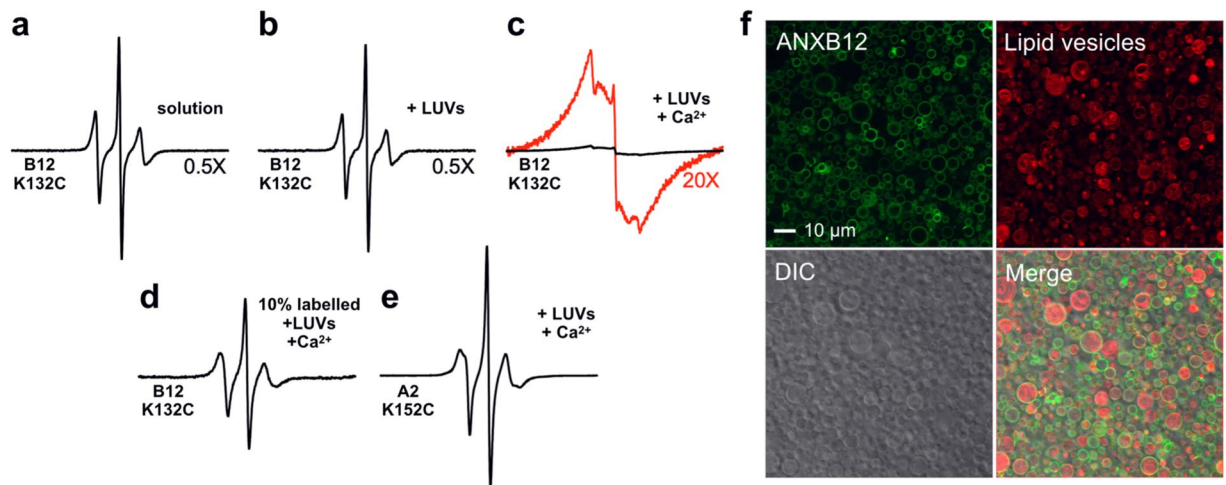 a
solution
B12
K132C
0.5X
b
+ LUVs
B12
K132C
0.5X
c
+ LUVs
+ Ca²⁺
B12
K132C
20X
d
10% labelled
+LUVs
+Ca²⁺
B12
K132C
e
+ LUVs
+ Ca²⁺
A2
K152C
f
ANXB12
10 µm
Lipid vesicles
DIC
Merge